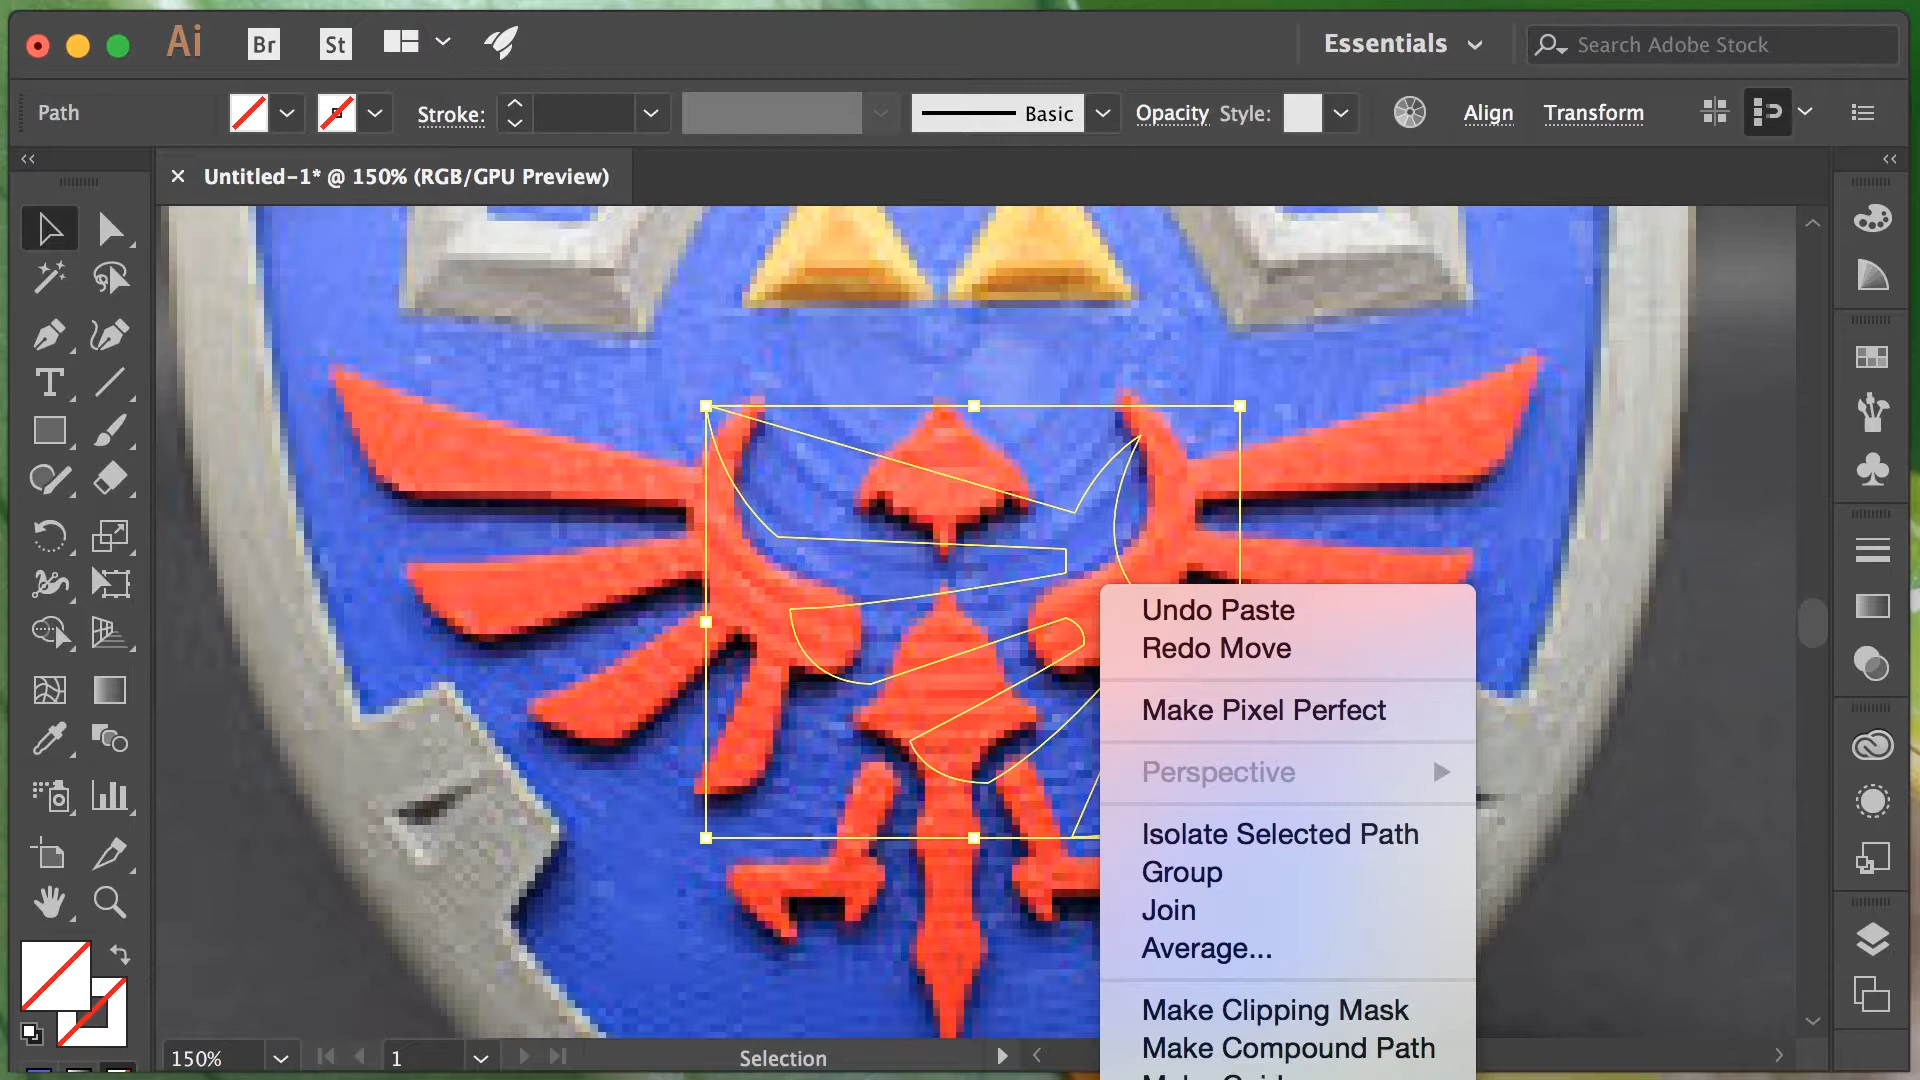 Ai
Br
St
Essentials
Search Adobe Stock
Path
Stroke:
Basic
Opacity
Style:
Align
Transform
Untitled-1* @ 150% (RGB/GPU Preview)
Undo Paste
Redo Move
Make Pixel Perfect
Perspective
Isolate Selected Path
Group
Join
Average...
Make Clipping Mask
Make Compound Path
150%
1
Selection